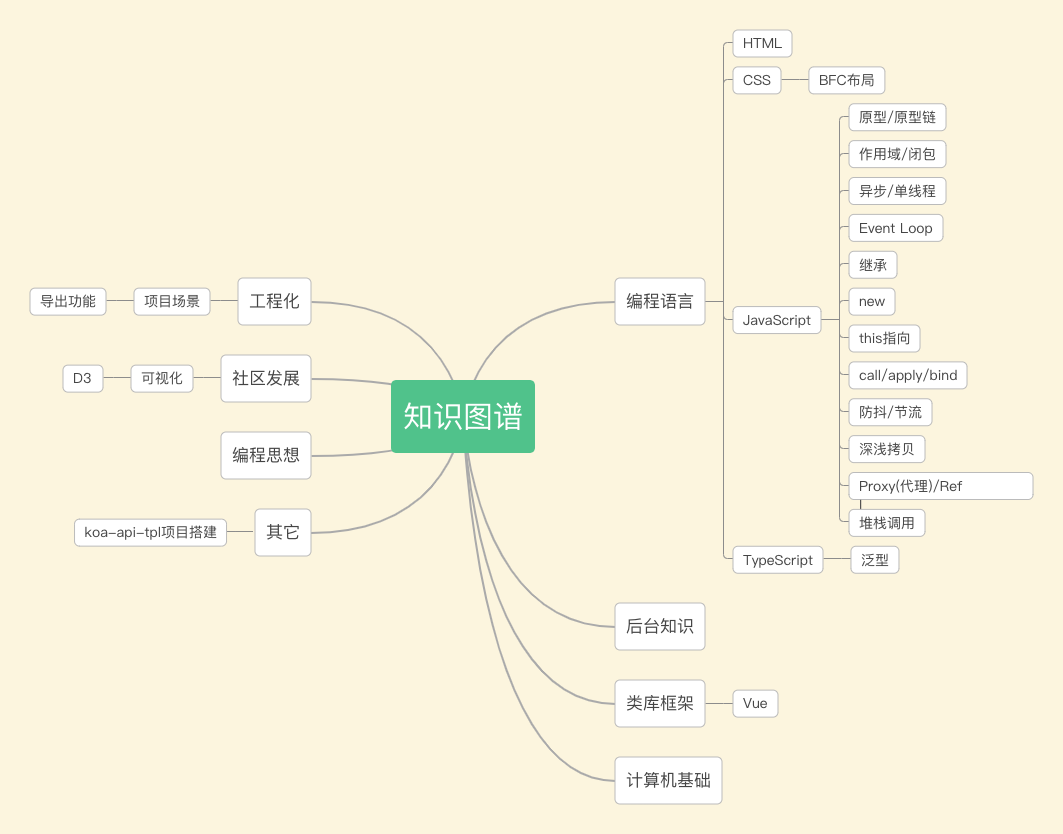 知识图谱
编程语言
HTML
CSS
BFC布局
JavaScript
原型/原型链
作用域/闭包
异步/单线程
Event Loop
继承
new
this指向
call/apply/bind
防抖/节流
深浅拷贝
Proxy(代理)/Ref
堆栈调用
TypeScript
泛型
后台知识
类库框架
Vue
计算机基础
工程化
项目场景
导出功能
社区发展
可视化
D3
编程思想
其它
koa-api-tpl项目搭建